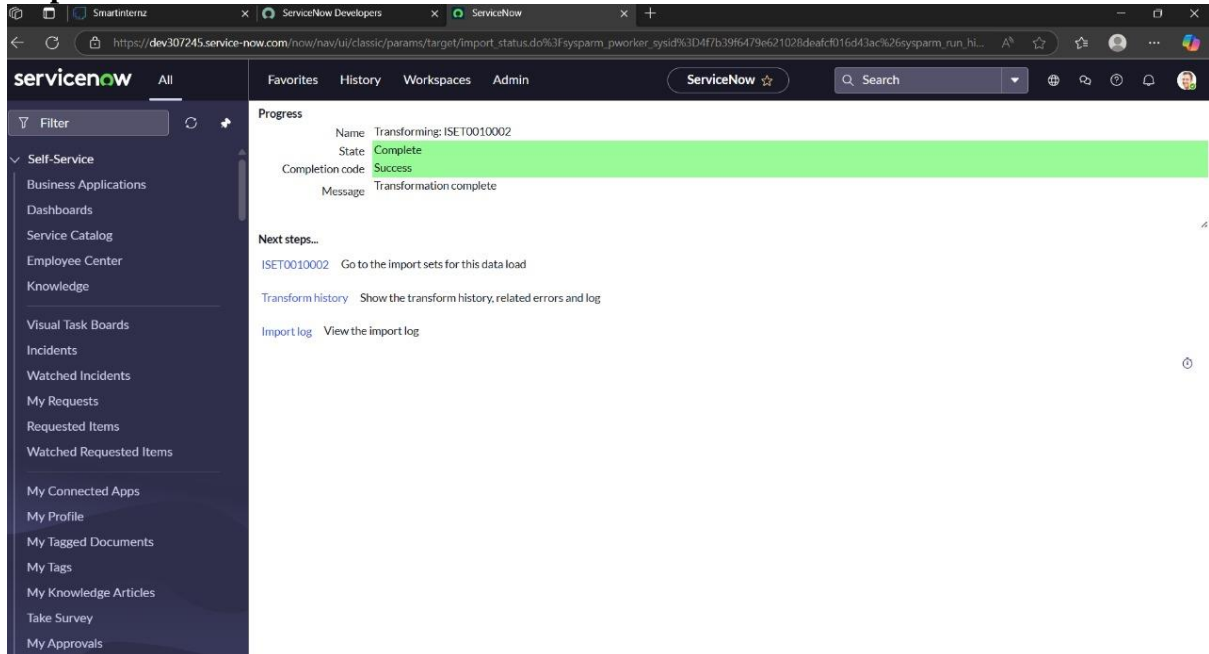 Smartinternz
ServiceNow Developers
ServiceNow
https://dev307245.service-now.com/now/nav/ui/classic/params/target/import_status.do%3Fsysparm_pworker_sysid%3D4f7b39f6479e621028deafcf016d43ac%26sysparm_run_hi...
servicenow All Favorites History Workspaces Admin ServiceNow Search
Filter
Self-Service
Business Applications
Dashboards
Service Catalog
Employee Center
Knowledge
Visual Task Boards
Incidents
Watched Incidents
My Requests
Requested Items
Watched Requested Items
My Connected Apps
My Profile
My Tagged Documents
My Tags
My Knowledge Articles
Take Survey
My Approvals
Progress
Name Transforming: ISET0010002
State Complete
Completion code Success
Message Transformation complete
Next steps...
ISET0010002 Go to the import sets for this data load
Transform history Show the transform history, related errors and log
Import log View the import log